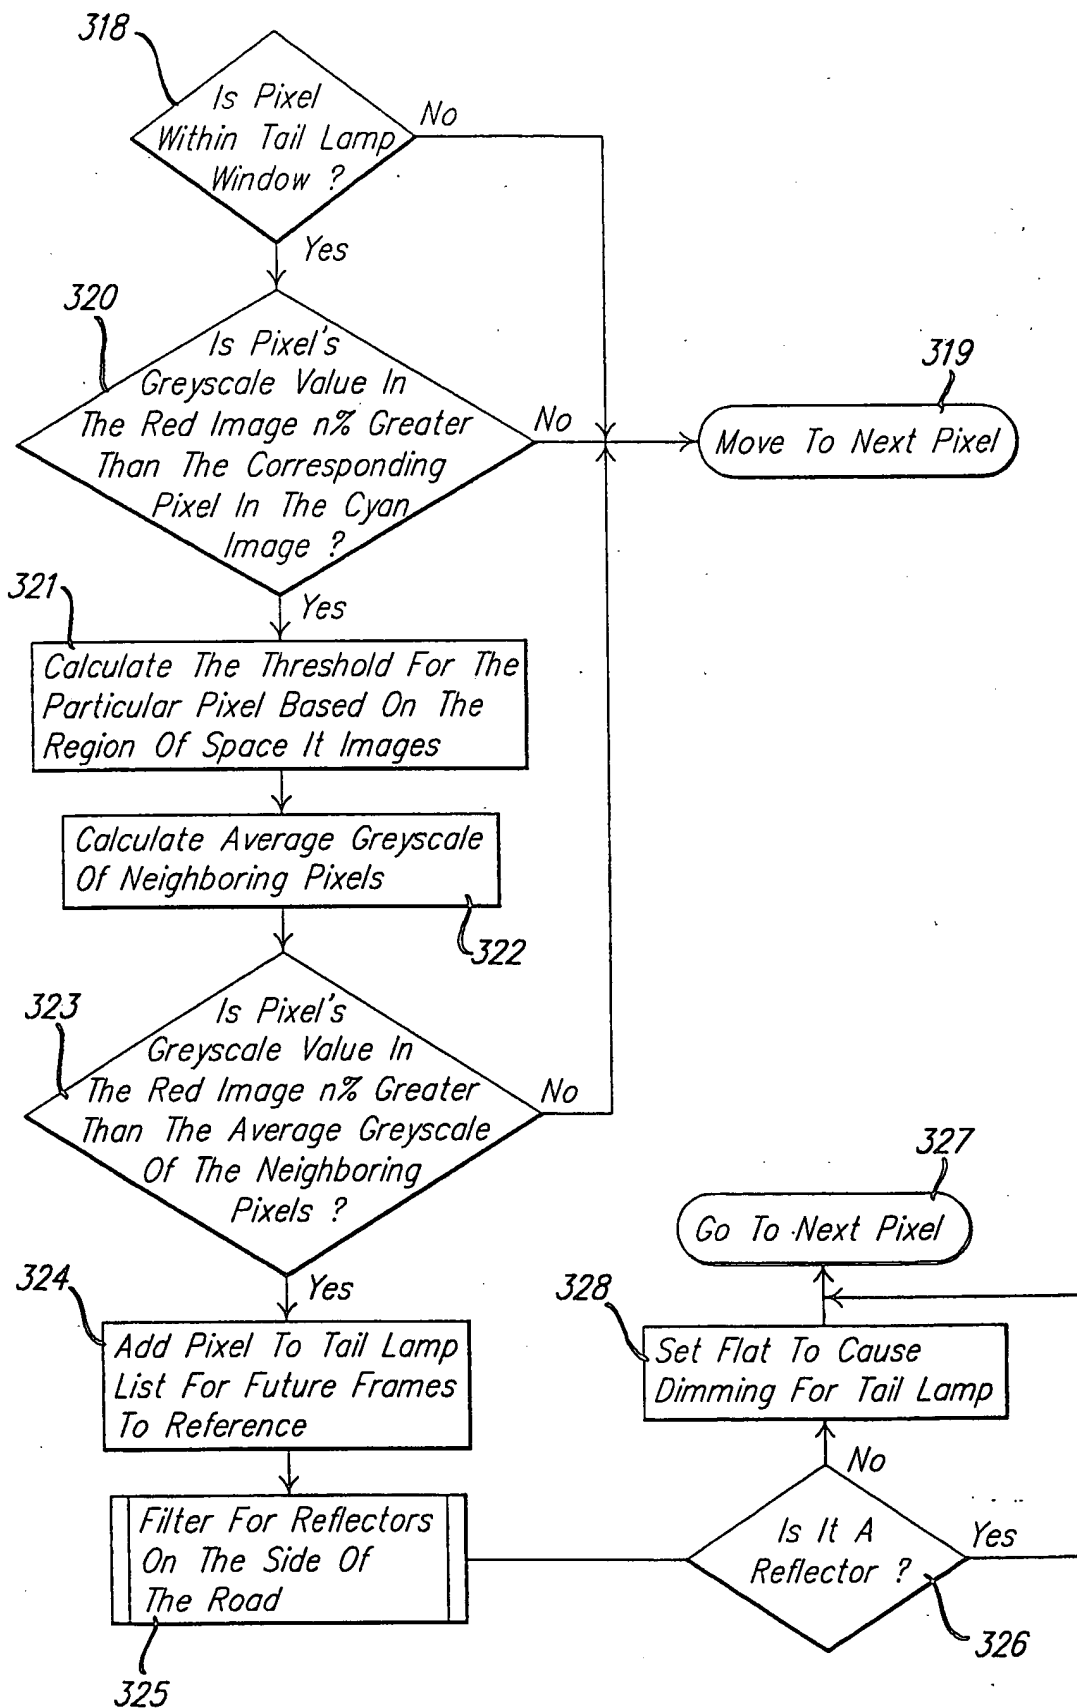 318
Is Pixel
Within Tail Lamp
Window ?
No
Yes
320
Is Pixel's
Greyscale Value In
The Red Image n% Greater
Than The Corresponding
Pixel In The Cyan
Image ?
No
319
Move To Next Pixel
Yes
321
Calculate The Threshold For The
Particular Pixel Based On The
Region Of Space It Images
Calculate Average Greyscale
Of Neighboring Pixels
322
323
Is Pixel's
Greyscale Value In
The Red Image n% Greater
Than The Average Greyscale
Of The Neighboring
Pixels ?
No
Yes
324
Add Pixel To Tail Lamp
List For Future Frames
To Reference
Filter For Reflectors
On The Side Of
The Road
325
327
Go To Next Pixel
328
Set Flat To Cause
Dimming For Tail Lamp
No
Is It A
Reflector ?
Yes
326